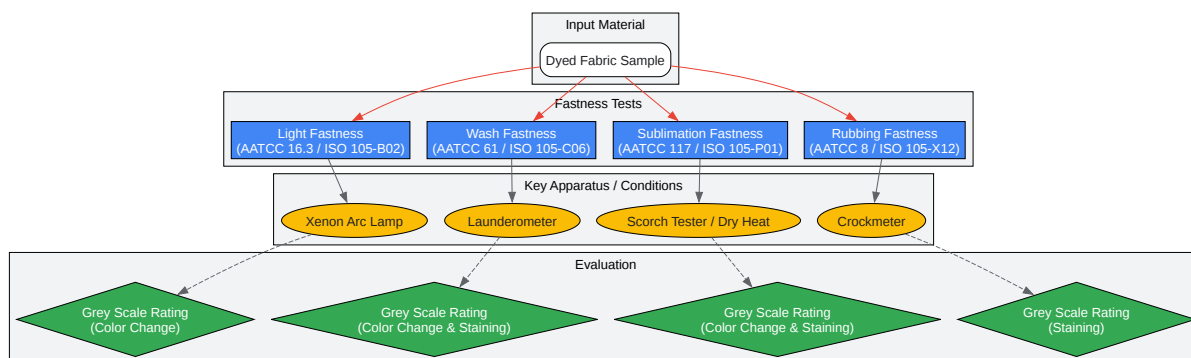 Input Material
Dyed Fabric Sample
Fastness Tests
Light Fastness
(AATCC 16.3 / ISO 105-B02)
Wash Fastness
(AATCC 61 / ISO 105-C06)
Sublimation Fastness
(AATCC 117 / ISO 105-P01)
Rubbing Fastness
(AATCC 8 / ISO 105-X12)
Key Apparatus / Conditions
Xenon Arc Lamp
Launderometer
Scorch Tester / Dry Heat
Crockmeter
Evaluation
Grey Scale Rating
(Color Change)
Grey Scale Rating
(Color Change & Staining)
Grey Scale Rating
(Color Change & Staining)
Grey Scale Rating
(Staining)